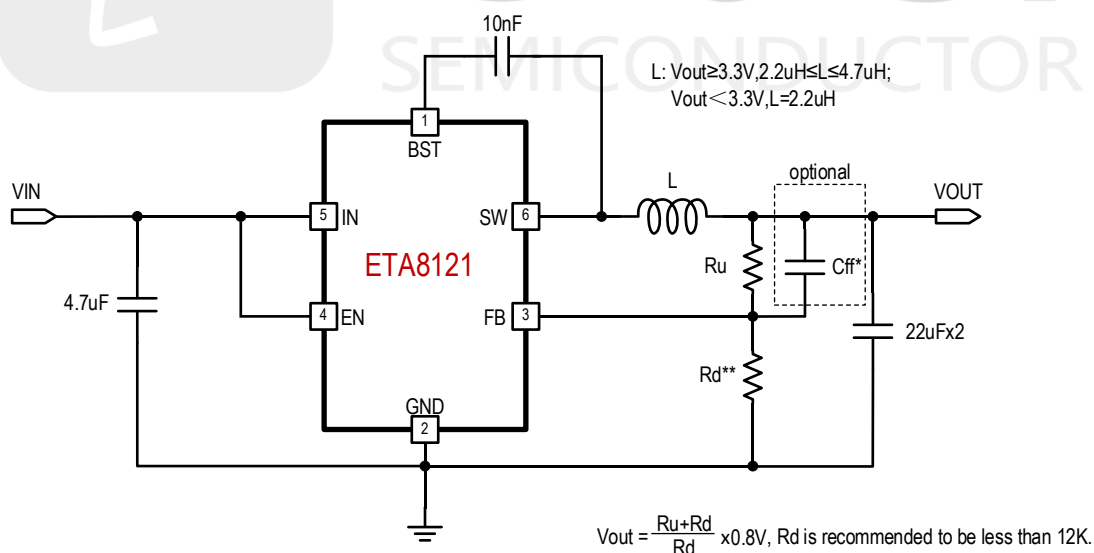 SEMICONDUCTOR
10nF
L: Vout≥3.3V,2.2uH≤L≤4.7uH;
Vout＜3.3V,L=2.2uH
1
BST
optional
VIN
L
VOUT
5 IN
SW 6
ETA8121
Ru
Cff*
4.7uF
4 EN
FB 3
22uFx2
Rd**
GND
2
Vout = Ru+Rd / Rd x0.8V, Rd is recommended to be less than 12K.